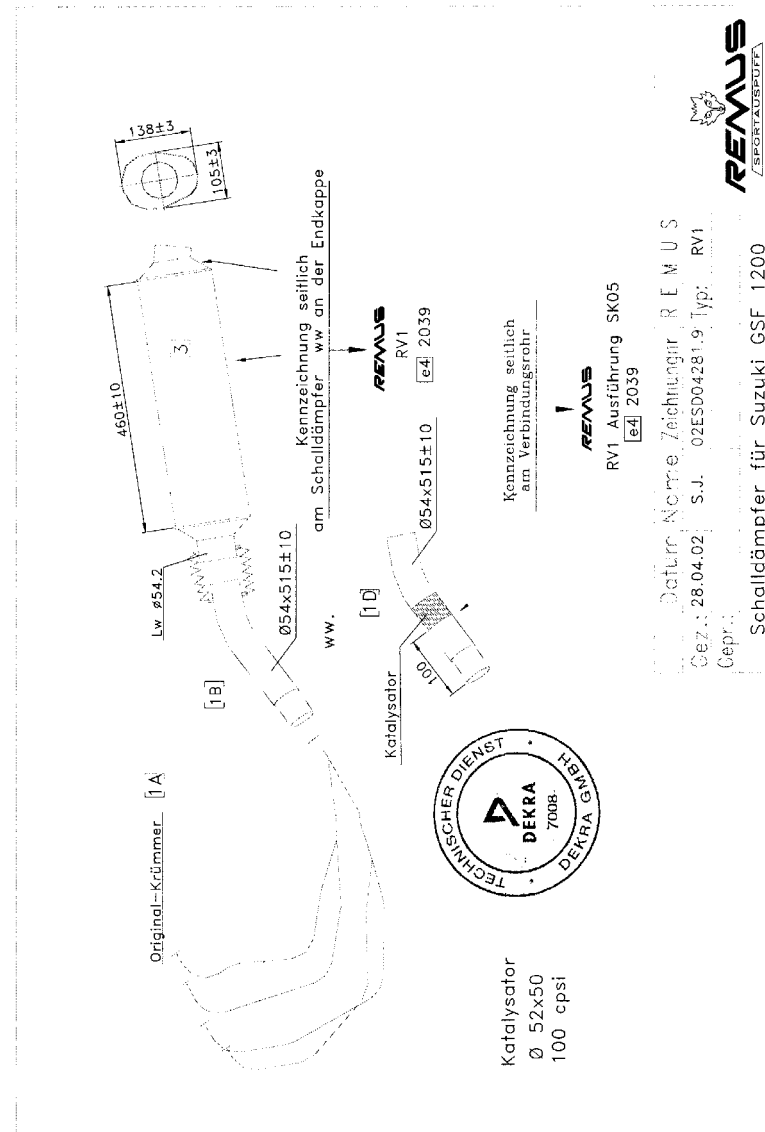 138±3
105±3
460±10
3
Kennzeichnung seitlich
am Schalldämpfer ww an der Endkappe
REMUS
RV1
e4 2039
Lw ø54.2
Ø54x515±10
[1B]
ww.
Original-Krümmer [1A]
[1D]
Ø54x515±10
Katalysator
100
Kennzeichnung seitlich
am Verbindungsrohr
REMUS
RV1 Ausführung SK05
e4 2039
TECHNISCHER DIENST
DEKRA
7008-
DEKRA GMBH
Katalysator
Ø 52x50
100 cpsi
Datum Name Zeichnungnr R E M U S
Gez.: 28.04.02 S.J. 02ESD04281.9 Typ: RV1
Gepr.:
Schalldämpfer für Suzuki GSF 1200
REMUS
SPORTAUSPUFF